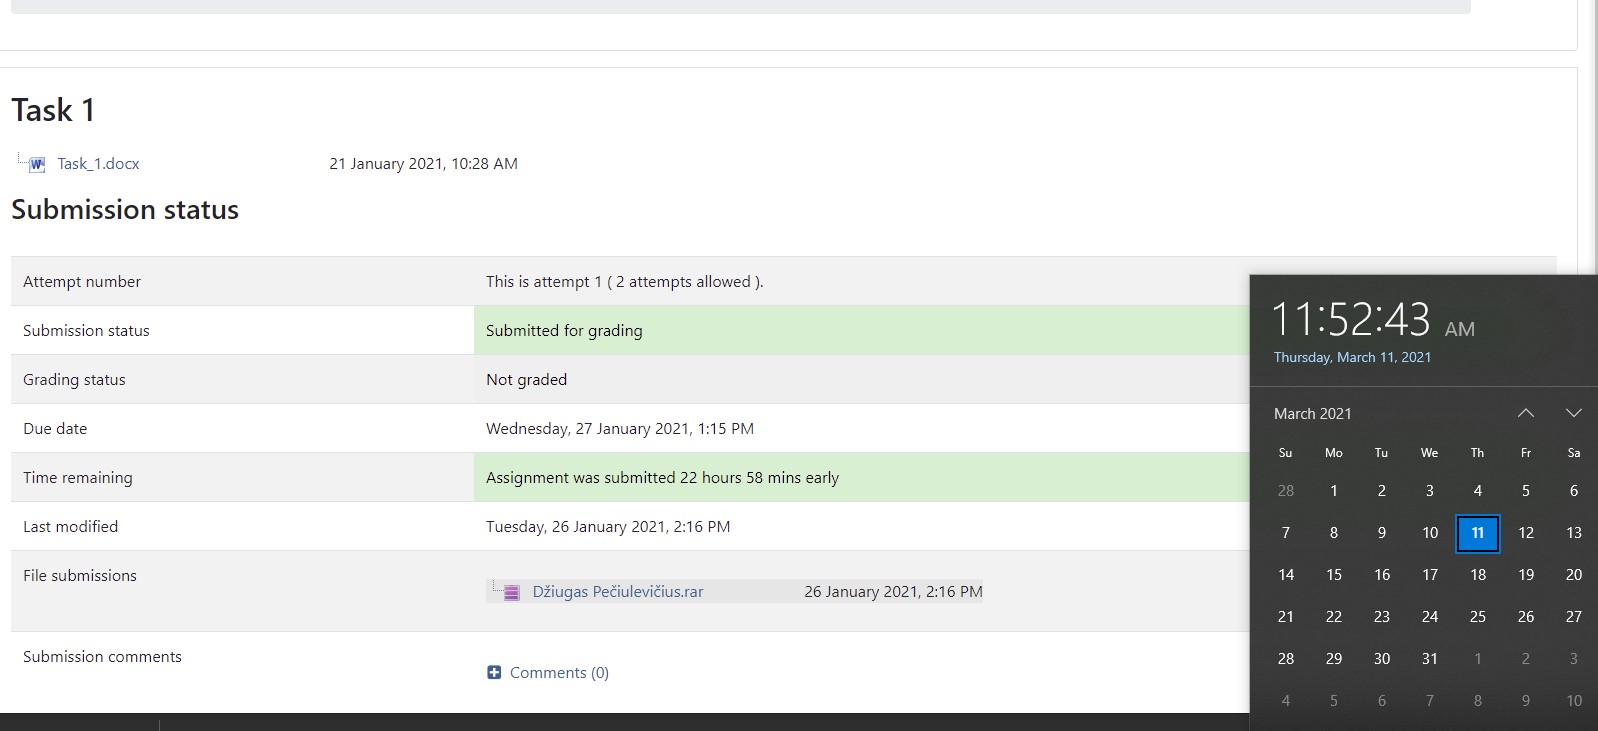 Task 1
Task_1.docx 21 January 2021, 10:28 AM
Submission status
Attempt number This is attempt 1 ( 2 attempts allowed ).
Submission status Submitted for grading
Grading status Not graded
Due date Wednesday, 27 January 2021, 1:15 PM
Time remaining Assignment was submitted 22 hours 58 mins early
Last modified Tuesday, 26 January 2021, 2:16 PM
File submissions Džiugas Pečiulevičius.rar 26 January 2021, 2:16 PM
Submission comments
Comments (0)
11:52:43 AM
Thursday, March 11, 2021
March 2021
Su Mo Tu We Th Fr Sa
28 1 2 3 4 5 6
7 8 9 10 11 12 13
14 15 16 17 18 19 20
21 22 23 24 25 26 27
28 29 30 31 1 2 3
4 5 6 7 8 9 10